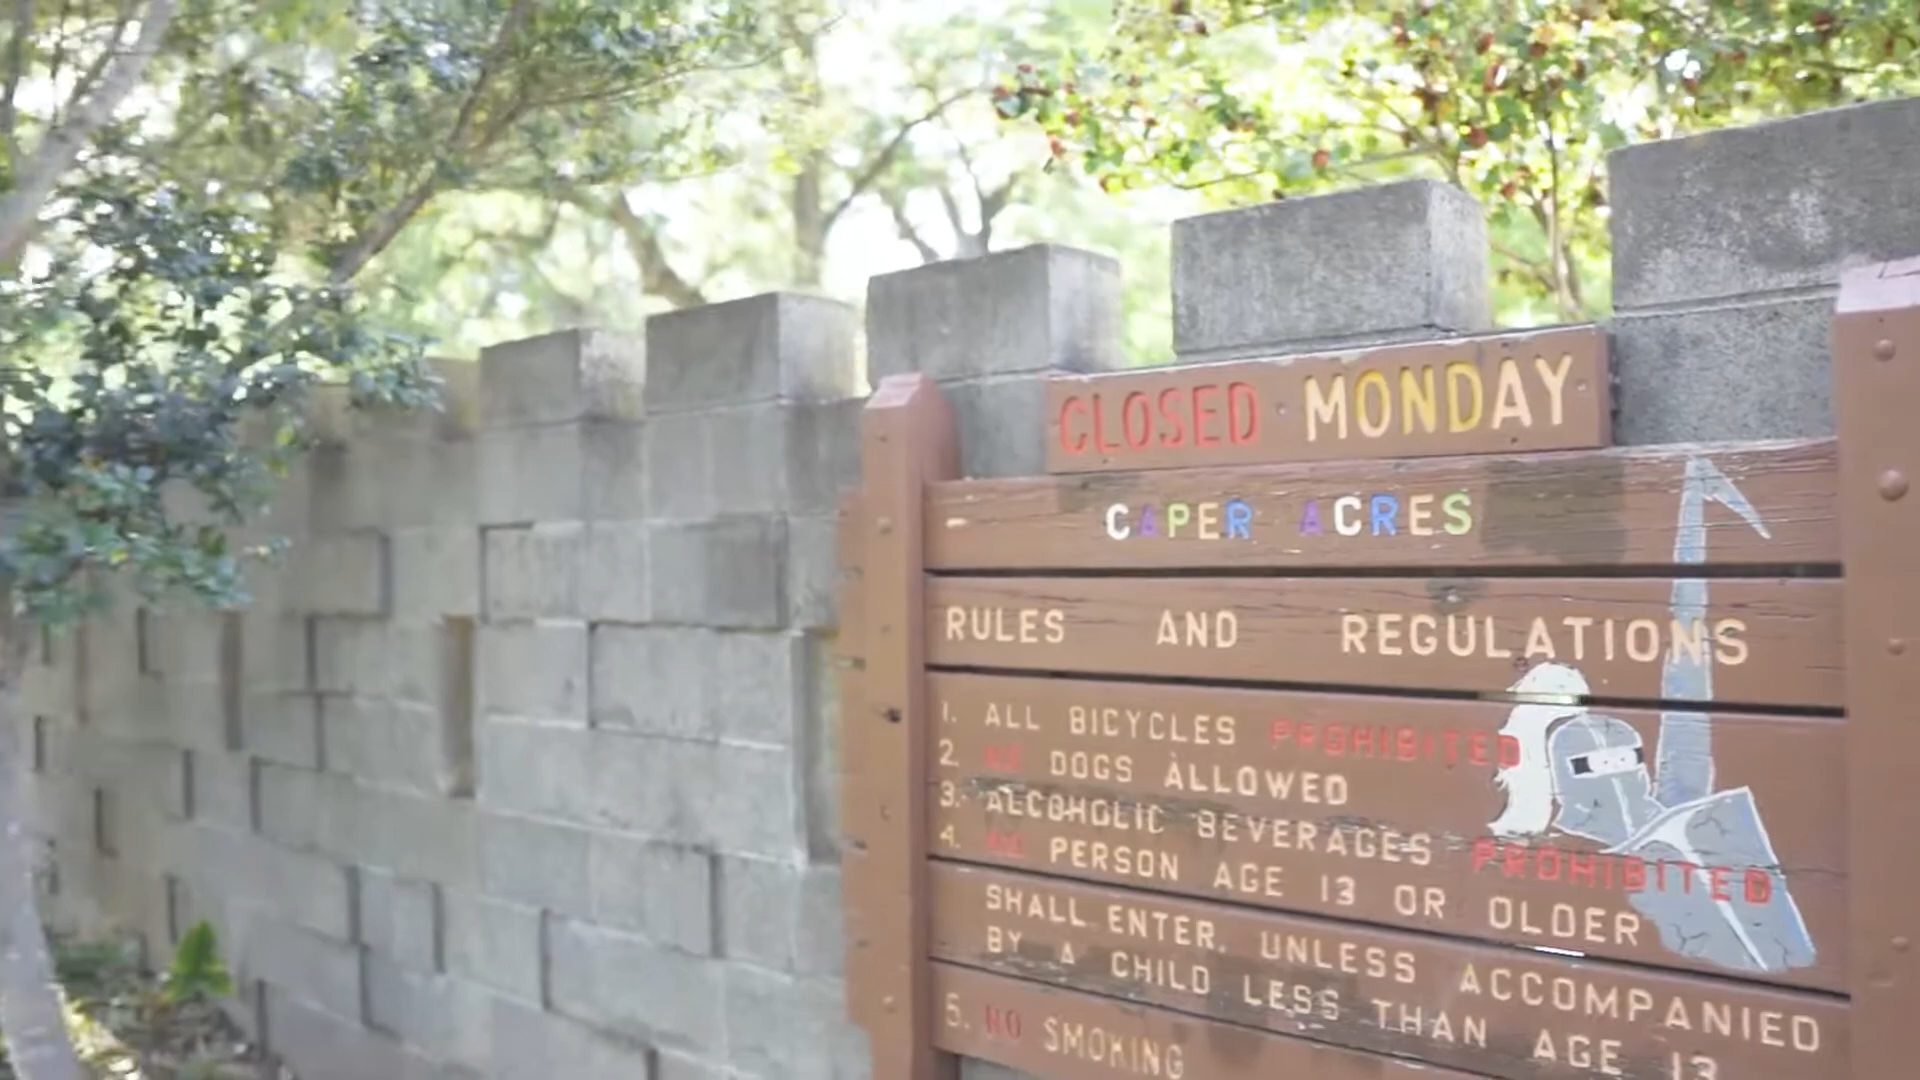 CLOSED MONDAY
CAPER ACRES
RULES AND REGULATIONS
1. ALL BICYCLES PROHIBITED
2. NO DOGS ALLOWED
3. ALCOHOLIC BEVERAGES PROHIBITED
4. NO PERSON AGE 13 OR OLDER
SHALL ENTER, UNLESS ACCOMPANIED
BY A CHILD LESS THAN AGE 13
5. NO SMOKING